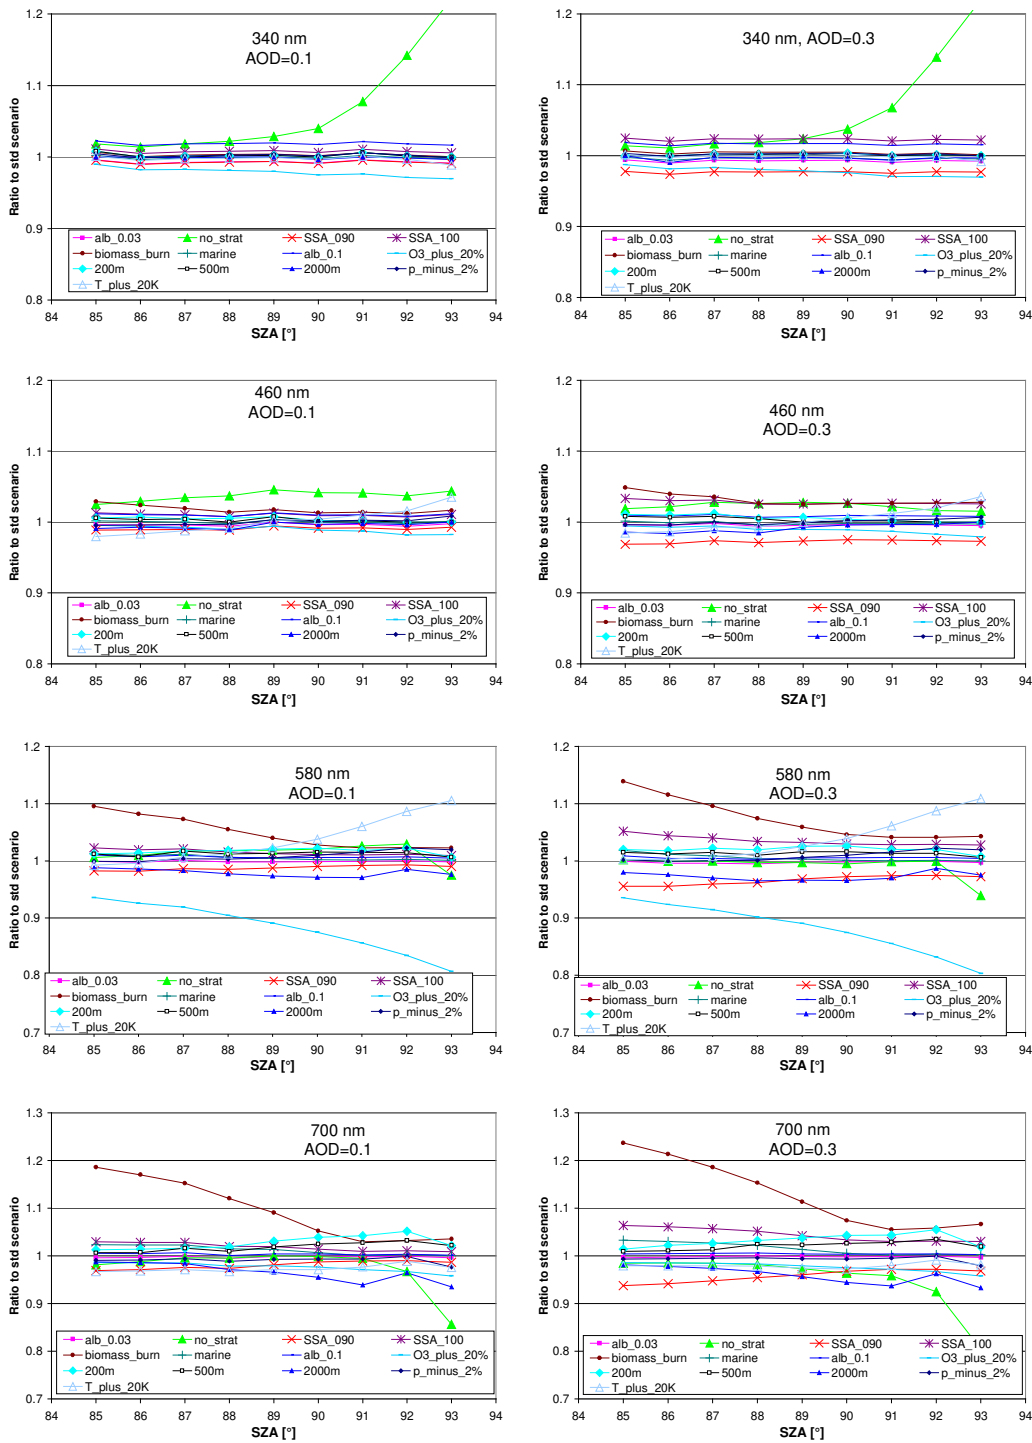 340 nm
AOD=0.1
Ratio to std scenario
1.2
1.1
1
0.9
0.8
alb_0.03 no_strat SSA_090 SSA_100
biomass_burn marine alb_0.1 O3_plus_20%
200m 500m 2000m p_minus_2%
T_plus_20K
84 85 86 87 88 89 90 91 92 93 94
SZA [°]
340 nm, AOD=0.3
Ratio to std scenario
1.2
1.1
1
0.9
0.8
alb_0.03 no_strat SSA_090 SSA_100
biomass_burn marine alb_0.1 O3_plus_20%
200m 500m 2000m p_minus_2%
T_plus_20K
84 85 86 87 88 89 90 91 92 93 94
SZA [°]
460 nm
AOD=0.1
Ratio to std scenario
1.2
1.1
1
0.9
0.8
alb_0.03 no_strat SSA_090 SSA_100
biomass_burn marine alb_0.1 O3_plus_20%
200m 500m 2000m p_minus_2%
T_plus_20K
84 85 86 87 88 89 90 91 92 93 94
SZA [°]
460 nm
AOD=0.3
Ratio to std scenario
1.2
1.1
1
0.9
0.8
alb_0.03 no_strat SSA_090 SSA_100
biomass_burn marine alb_0.1 O3_plus_20%
200m 500m 2000m p_minus_2%
T_plus_20K
84 85 86 87 88 89 90 91 92 93 94
SZA [°]
580 nm
AOD=0.1
Ratio to std scenario
1.2
1.1
1
0.9
0.8
0.7
alb_0.03 no_strat SSA_090 SSA_100
biomass_burn marine alb_0.1 O3_plus_20%
200m 500m 2000m p_minus_2%
T_plus_20K
84 85 86 87 88 89 90 91 92 93 94
SZA [°]
580 nm
AOD=0.3
Ratio to std scenario
1.2
1.1
1
0.9
0.8
0.7
alb_0.03 no_strat SSA_090 SSA_100
biomass_burn marine alb_0.1 O3_plus_20%
200m 500m 2000m p_minus_2%
T_plus_20K
84 85 86 87 88 89 90 91 92 93 94
SZA [°]
700 nm
AOD=0.1
Ratio to std scenario
1.3
1.2
1.1
1
0.9
0.8
0.7
alb_0.03 no_strat SSA_090 SSA_100
biomass_burn marine alb_0.1 O3_plus_20%
200m 500m 2000m p_minus_2%
T_plus_20K
84 85 86 87 88 89 90 91 92 93 94
SZA [°]
700 nm
AOD=0.3
Ratio to std scenario
1.3
1.2
1.1
1
0.9
0.8
0.7
alb_0.03 no_strat SSA_090 SSA_100
biomass_burn marine alb_0.1 O3_plus_20%
200m 500m 2000m p_minus_2%
T_plus_20K
84 85 86 87 88 89 90 91 92 93 94
SZA [°]